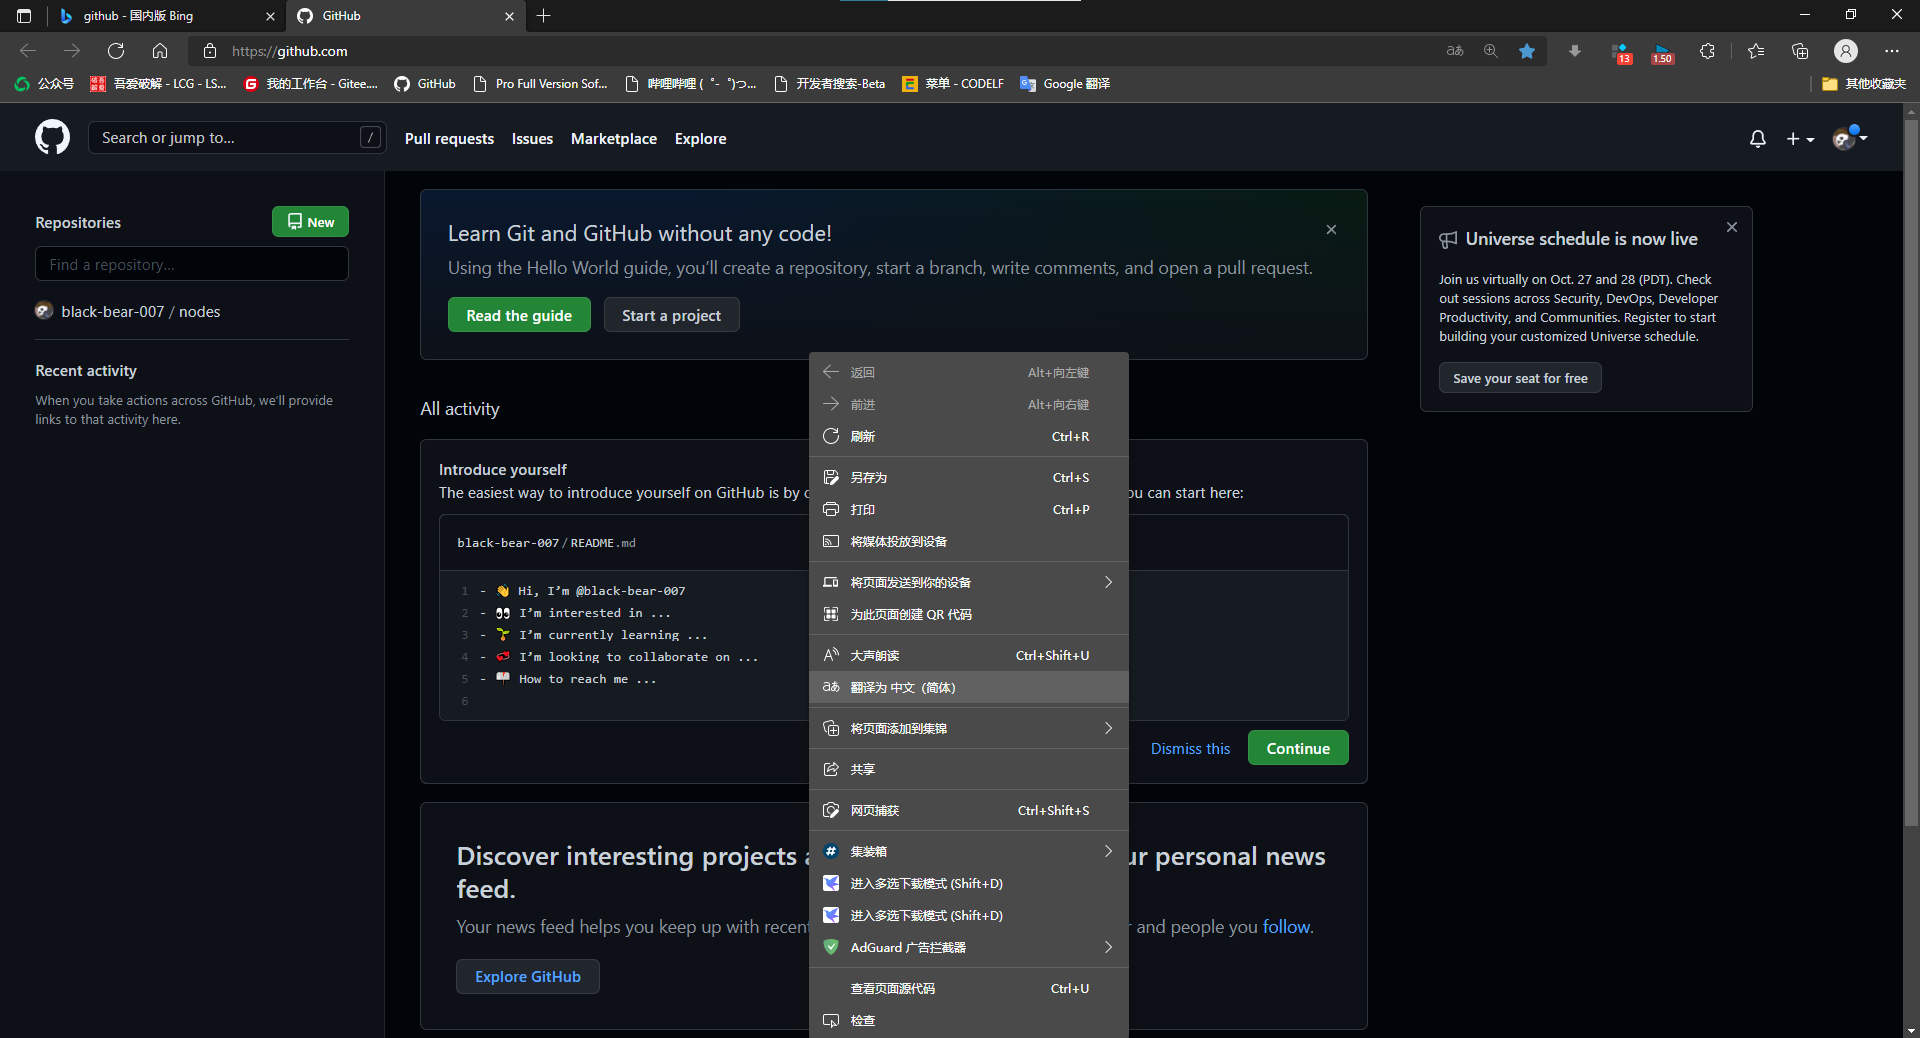 github - 国内版 Bing
GitHub
https://github.com
13
1.50
公众号
吾爱破解 - LCG - LS...
我的工作台 - Gitee....
GitHub
Pro Full Version Sof...
哔哩哔哩 ( ゜- ゜)つ...
开发者搜索-Beta
菜单 - CODELF
Google 翻译
其他收藏夹
Search or jump to...
/
Pull requests
Issues
Marketplace
Explore
Repositories
New
Find a repository...
black-bear-007 / nodes
Recent activity
When you take actions across GitHub, we’ll provide
links to that activity here.
Learn Git and GitHub without any code!
Using the Hello World guide, you’ll create a repository, start a branch, write comments, and open a pull request.
Read the guide
Start a project
All activity
Introduce yourself
The easiest way to introduce yourself on GitHub is by
can start here:
black-bear-007 / README.md
1 - 👋 Hi, I’m @black-bear-007
2 - 👀 I’m interested in ...
3 - 🌱 I’m currently learning ...
4 - 💞️ I’m looking to collaborate on ...
5 - 📫 How to reach me ...
6
Dismiss this
Continue
Discover interesting projects
personal news
feed.
Your news feed helps you keep up with recent
and people you follow.
Explore GitHub
返回 Alt+向左键
前进 Alt+向右键
刷新 Ctrl+R
另存为 Ctrl+S
打印 Ctrl+P
将媒体投放到设备
将页面发送到你的设备
为此页面创建 QR 代码
大声朗读 Ctrl+Shift+U
翻译为 中文 (简体)
将页面添加到集锦
共享
网页捕获 Ctrl+Shift+S
集装箱
进入多选下载模式 (Shift+D)
进入多选下载模式 (Shift+D)
AdGuard 广告拦截器
查看页面源代码 Ctrl+U
检查
Universe schedule is now live
Join us virtually on Oct. 27 and 28 (PDT). Check
out sessions across Security, DevOps, Developer
Productivity, and Communities. Register to start
building your customized Universe schedule.
Save your seat for free